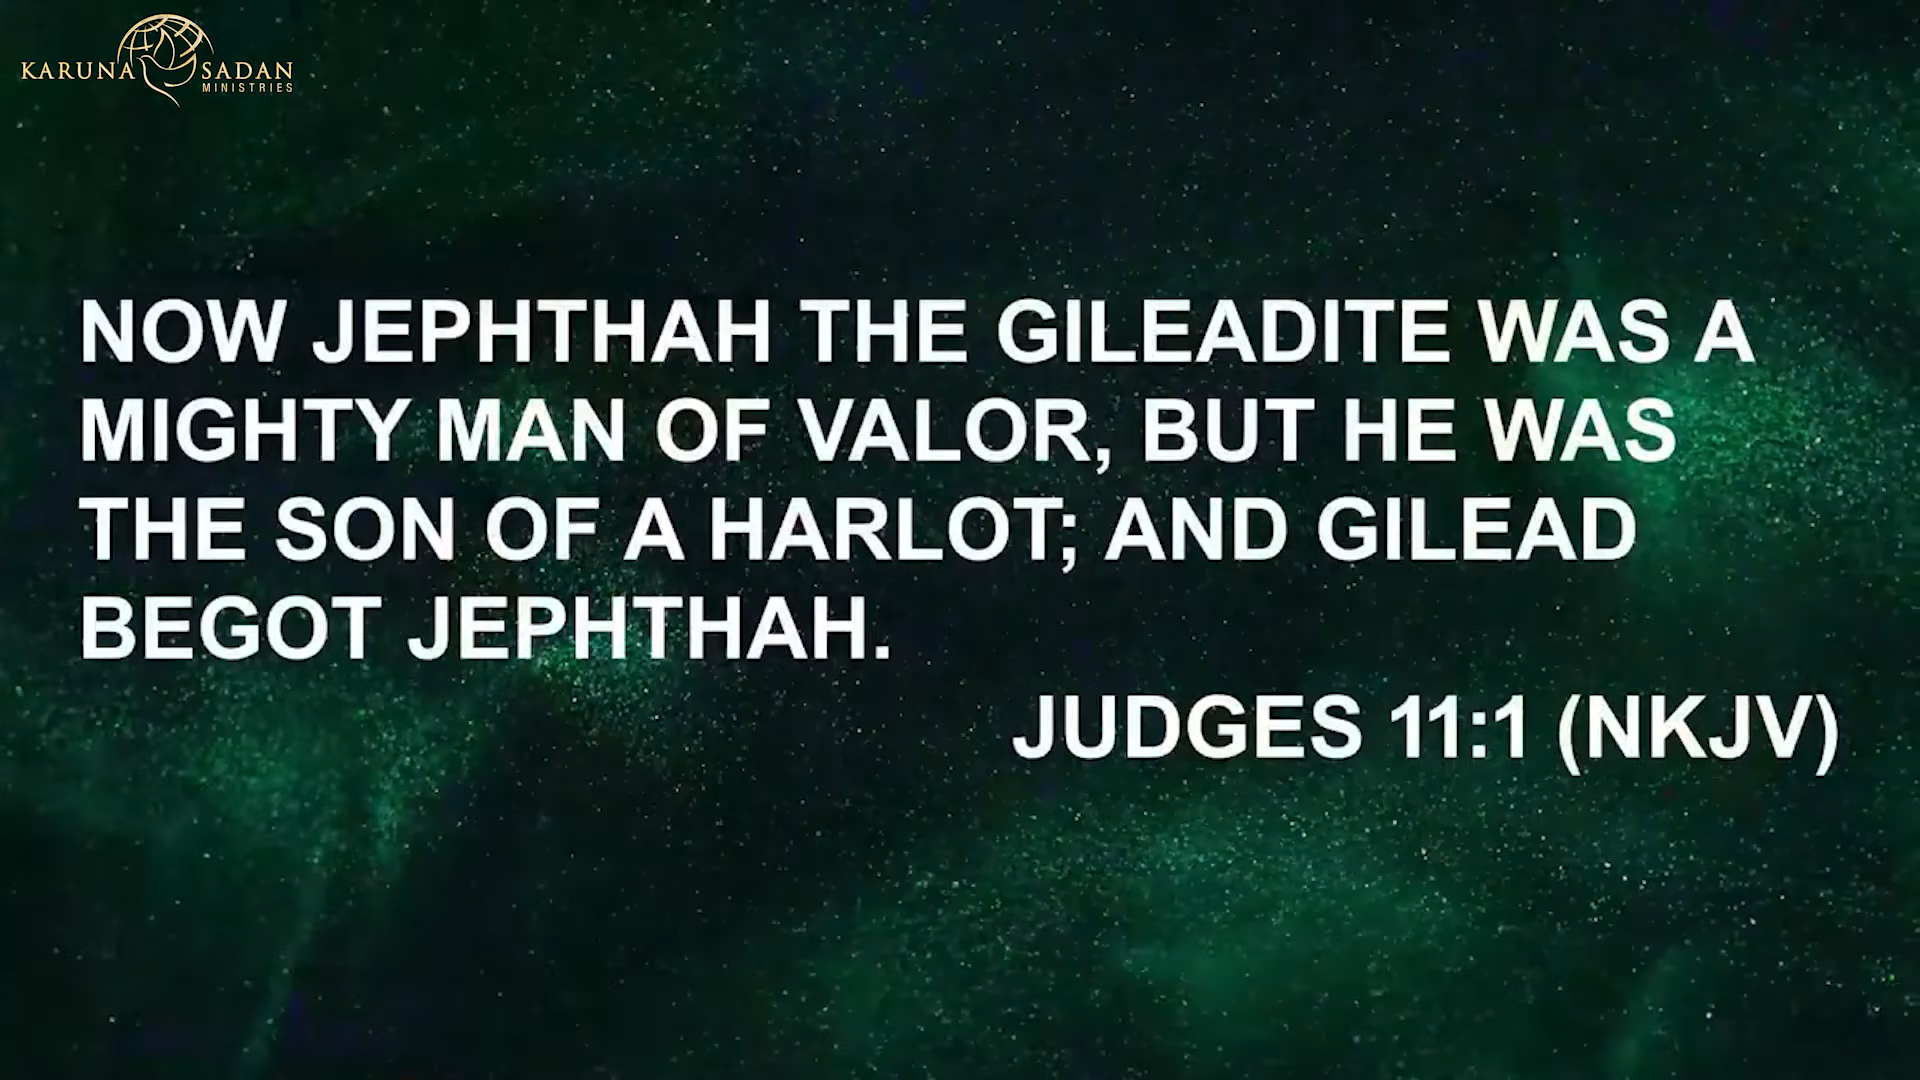 KARUNA SADAN
MINISTRIES
NOW JEPHTHAH THE GILEADITE WAS A
MIGHTY MAN OF VALOR, BUT HE WAS
THE SON OF A HARLOT; AND GILEAD
BEGOT JEPHTHAH.
JUDGES 11:1 (NKJV)